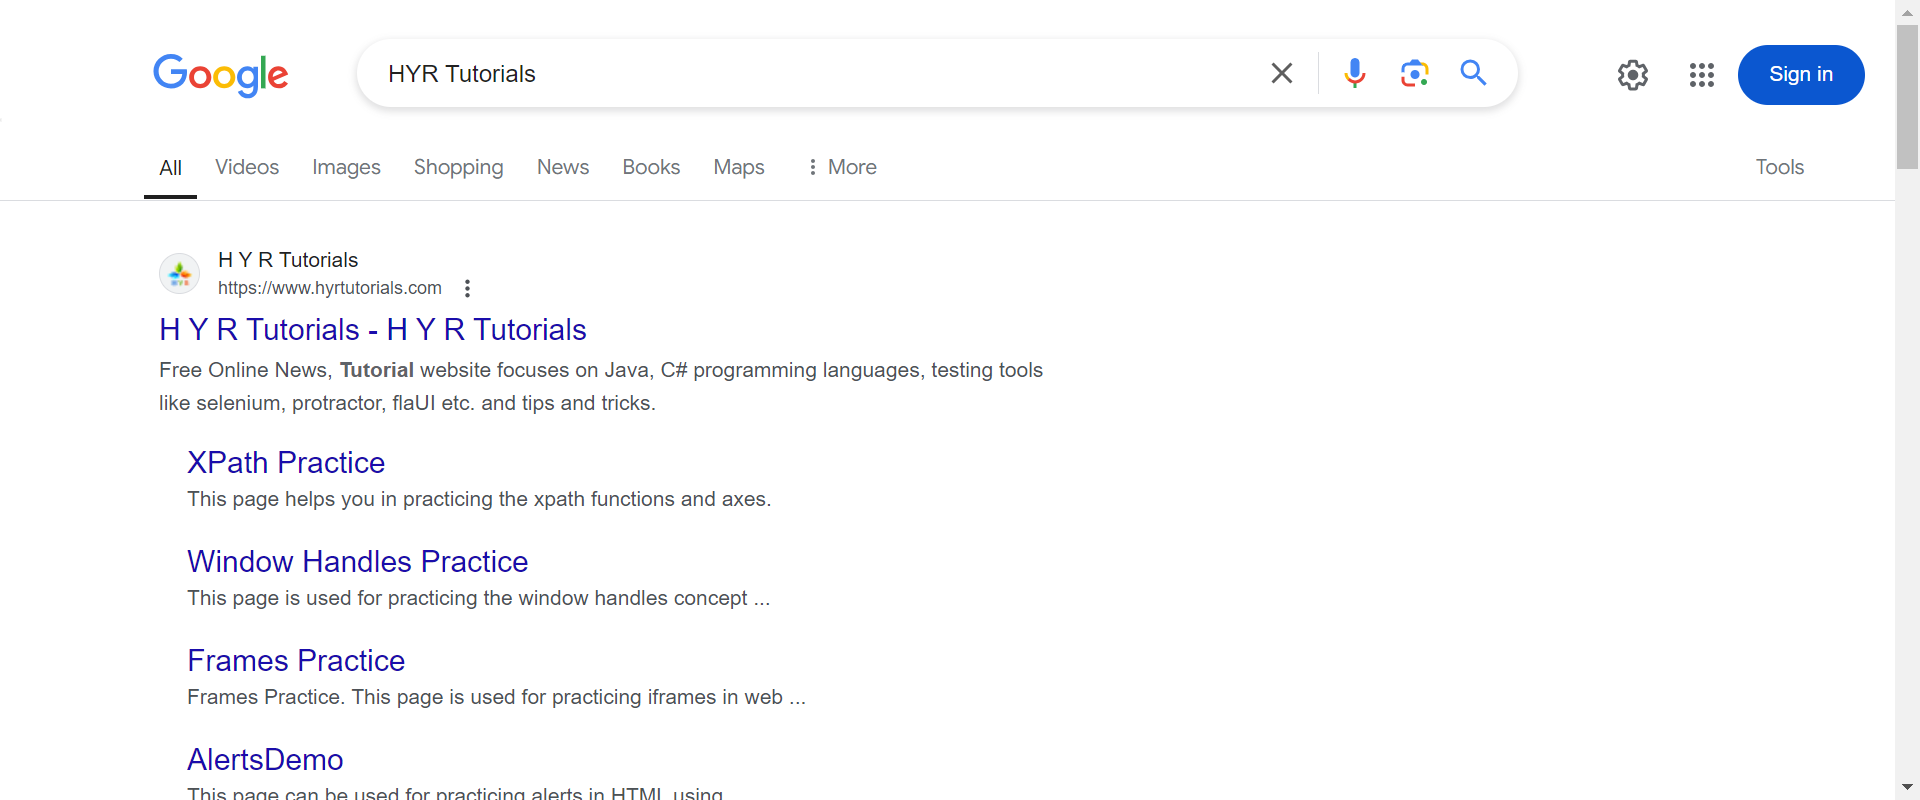 Google
HYR Tutorials
Sign in
All Videos Images Shopping News Books Maps More Tools
H Y R Tutorials
https://www.hyrtutorials.com
H Y R Tutorials - H Y R Tutorials
Free Online News, Tutorial website focuses on Java, C# programming languages, testing tools
like selenium, protractor, flaUI etc. and tips and tricks.
XPath Practice
This page helps you in practicing the xpath functions and axes.
Window Handles Practice
This page is used for practicing the window handles concept ...
Frames Practice
Frames Practice. This page is used for practicing iframes in web ...
AlertsDemo
This page can be used for practicing alerts in HTML using